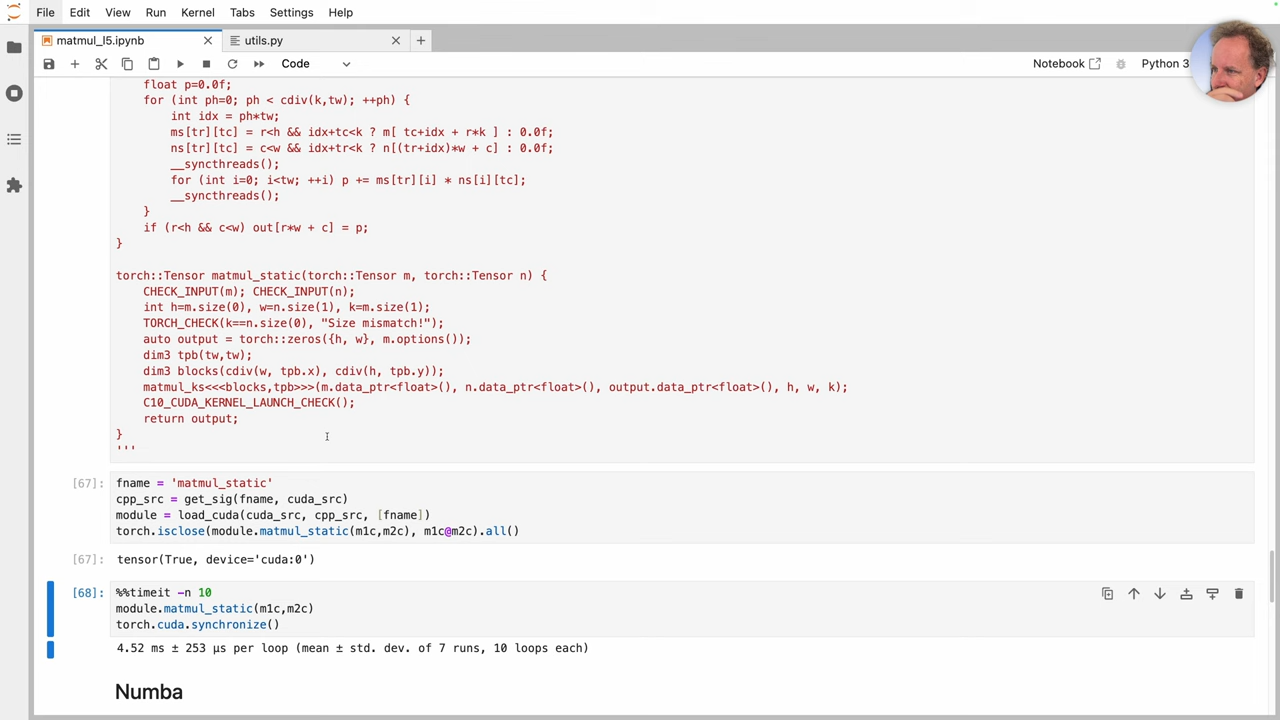 File Edit View Run Kernel Tabs Settings Help
matmul_l5.ipynb utils.py
Code Notebook Python 3
float p=0.0f;
for (int ph=0; ph < cdiv(k,tw); ++ph) {
int idx = ph*tw;
ms[tr][tc] = r<h && idx+tc<k ? m[ tc+idx + r*k ] : 0.0f;
ns[tr][tc] = c<w && idx+tr<k ? n[(tr+idx)*w + c] : 0.0f;
__syncthreads();
for (int i=0; i<tw; ++i) p += ms[tr][i] * ns[i][tc];
__syncthreads();
}
if (r<h && c<w) out[r*w + c] = p;
}
torch::Tensor matmul_static(torch::Tensor m, torch::Tensor n) {
CHECK_INPUT(m); CHECK_INPUT(n);
int h=m.size(0), w=n.size(1), k=m.size(1);
TORCH_CHECK(k==n.size(0), "Size mismatch!");
auto output = torch::zeros({h, w}, m.options());
dim3 tpb(tw,tw);
dim3 blocks(cdiv(w, tpb.x), cdiv(h, tpb.y));
matmul_ks<<<blocks,tpb>>>(m.data_ptr<float>(), n.data_ptr<float>(), output.data_ptr<float>(), h, w, k);
C10_CUDA_KERNEL_LAUNCH_CHECK();
return output;
}
'''
[67]: fname = 'matmul_static'
cpp_src = get_sig(fname, cuda_src)
module = load_cuda(cuda_src, cpp_src, [fname])
torch.isclose(module.matmul_static(m1c,m2c), m1c@m2c).all()
[67]: tensor(True, device='cuda:0')
[68]: %%timeit -n 10
module.matmul_static(m1c,m2c)
torch.cuda.synchronize()
4.52 ms ± 253 µs per loop (mean ± std. dev. of 7 runs, 10 loops each)
Numba